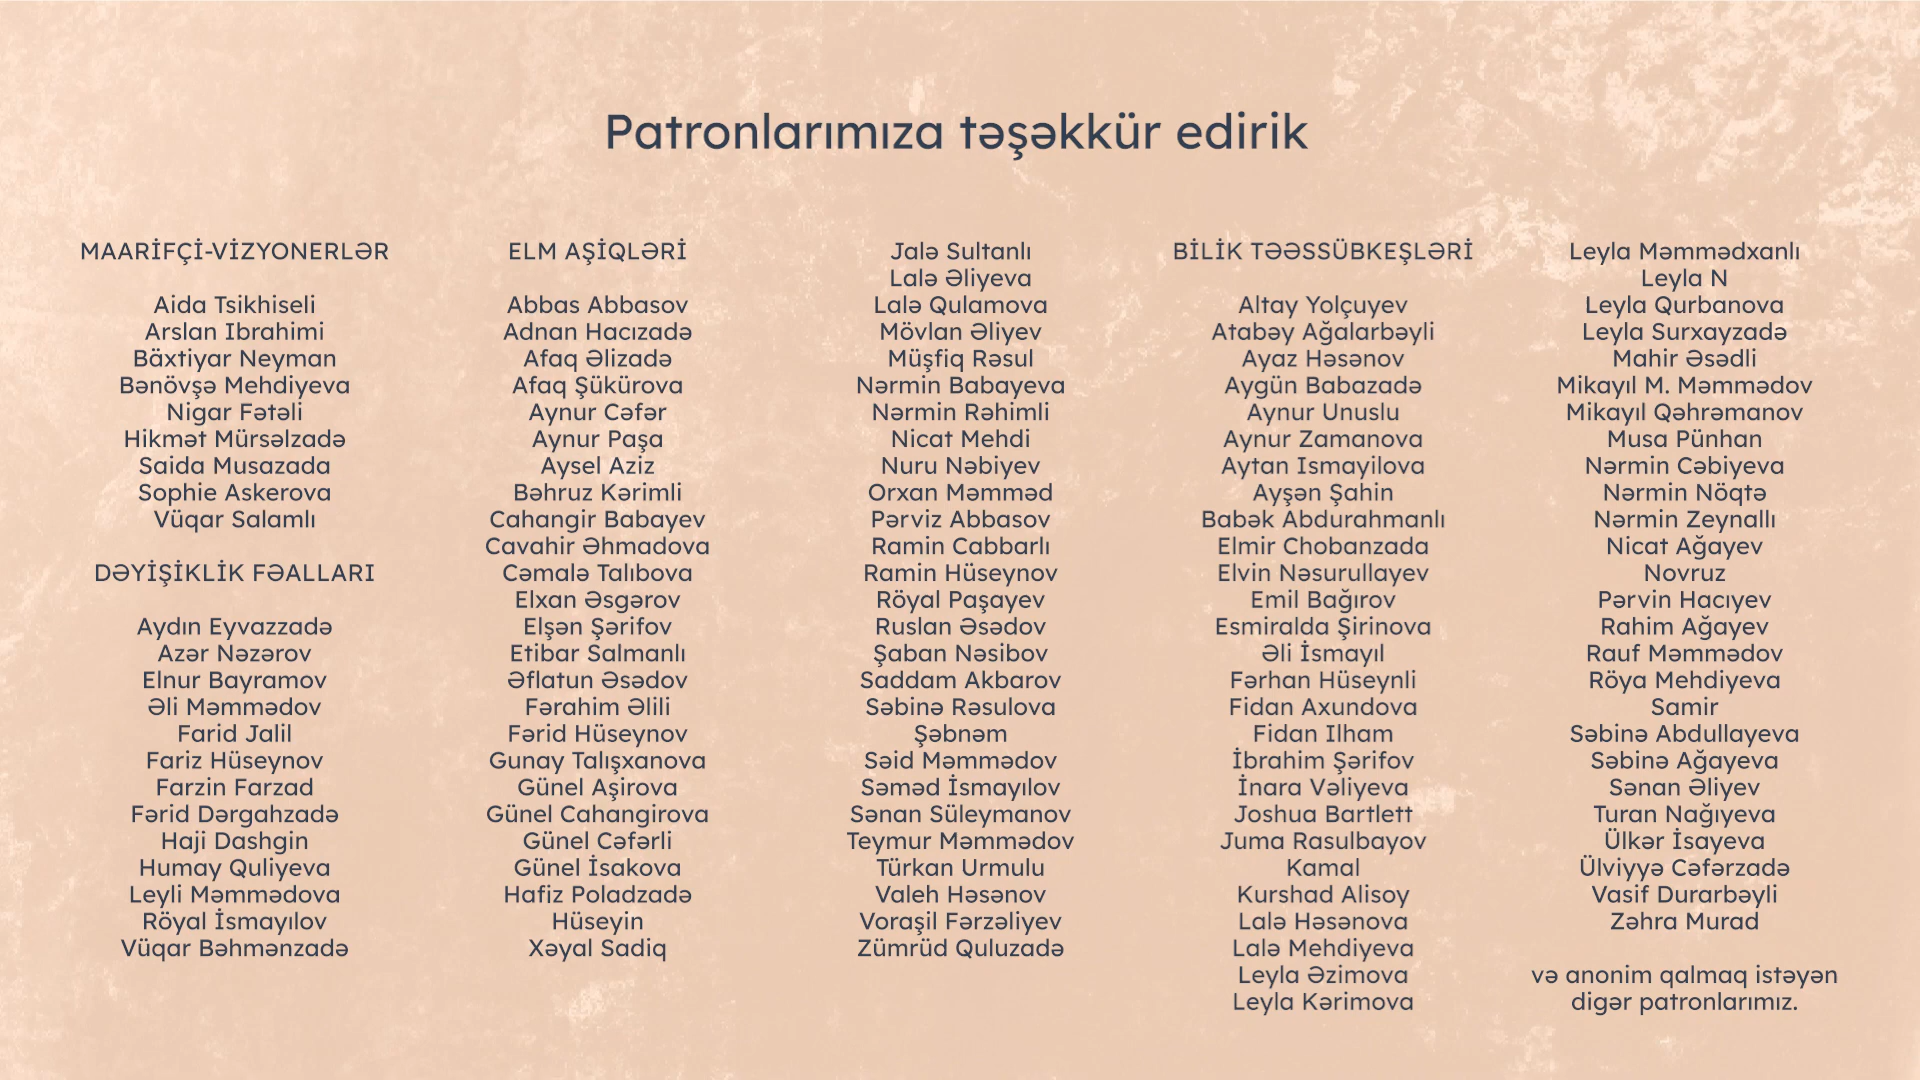 Patronlarımıza təşəkkür edirik
MAARİFÇİ-VİZYONERLƏR
Aida Tsikhiseli
Arslan Ibrahimi
Bäxtiyar Neyman
Bənövşə Mehdiyeva
Nigar Fətəli
Hikmət Mürsəlzadə
Saida Musazada
Sophie Askerova
Vüqar Salamlı
DƏYİŞİKLİK FƏALLARI
Aydın Eyvazzadə
Azər Nəzərov
Elnur Bayramov
Əli Məmmədov
Farid Jalil
Fariz Hüseynov
Farzin Farzad
Fərid Dərgahzadə
Haji Dashgin
Humay Quliyeva
Leyli Məmmədova
Röyal İsmayılov
Vüqar Bəhmənzadə
ELM AŞİQLƏRİ
Abbas Abbasov
Adnan Hacızadə
Afaq Əlizadə
Afaq Şükürova
Aynur Cəfər
Aynur Paşa
Aysel Aziz
Bəhruz Kərimli
Cahangir Babayev
Cavahir Əhmadova
Cəmalə Talıbova
Elxan Əsgərov
Elşən Şərifov
Etibar Salmanlı
Əflatun Əsədov
Fərahim Əlili
Fərid Hüseynov
Gunay Talışxanova
Günel Aşirova
Günel Cahangirova
Günel Cəfərli
Günel İsakova
Hafiz Poladzadə
Hüseyin
Xəyal Sadiq
Jalə Sultanlı
Lalə Əliyeva
Lalə Qulamova
Mövlan Əliyev
Müşfiq Rəsul
Nərmin Babayeva
Nərmin Rəhimli
Nicat Mehdi
Nuru Nəbiyev
Orxan Məmməd
Pərviz Abbasov
Ramin Cabbarlı
Ramin Hüseynov
Röyal Paşayev
Ruslan Əsədov
Şaban Nəsibov
Saddam Akbarov
Səbinə Rəsulova
Şəbnəm
Səid Məmmədov
Səməd İsmayılov
Sənan Süleymanov
Teymur Məmmədov
Türkan Urmulu
Valeh Həsənov
Voraşil Fərzəliyev
Zümrüd Quluzadə
BİLİK TƏƏSSÜBKEŞLƏRİ
Altay Yolçuyev
Atabəy Ağalarbəyli
Ayaz Həsənov
Aygün Babazadə
Aynur Unuslu
Aynur Zamanova
Aytan Ismayilova
Ayşən Şahin
Babək Abdurahmanlı
Elmir Chobanzada
Elvin Nəsurullayev
Emil Bağırov
Esmiralda Şirinova
Əli İsmayıl
Fərhan Hüseynli
Fidan Axundova
Fidan Ilham
İbrahim Şərifov
İnara Vəliyeva
Joshua Bartlett
Juma Rasulbayov
Kamal
Kurshad Alisoy
Lalə Həsənova
Lalə Mehdiyeva
Leyla Əzimova
Leyla Kərimova
Leyla Məmmədxanlı
Leyla N
Leyla Qurbanova
Leyla Surxayzadə
Mahir Əsədli
Mikayıl M. Məmmədov
Mikayıl Qəhrəmanov
Musa Pünhan
Nərmin Cəbiyeva
Nərmin Nöqtə
Nərmin Zeynallı
Nicat Ağayev
Novruz
Pərvin Hacıyev
Rahim Ağayev
Rauf Məmmədov
Röya Mehdiyeva
Samir
Səbinə Abdullayeva
Səbinə Ağayeva
Sənan Əliyev
Turan Nağıyeva
Ülkər İsayeva
Ülviyyə Cəfərzadə
Vasif Durarbəyli
Zəhra Murad
və anonim qalmaq istəyən
digər patronlarımız.